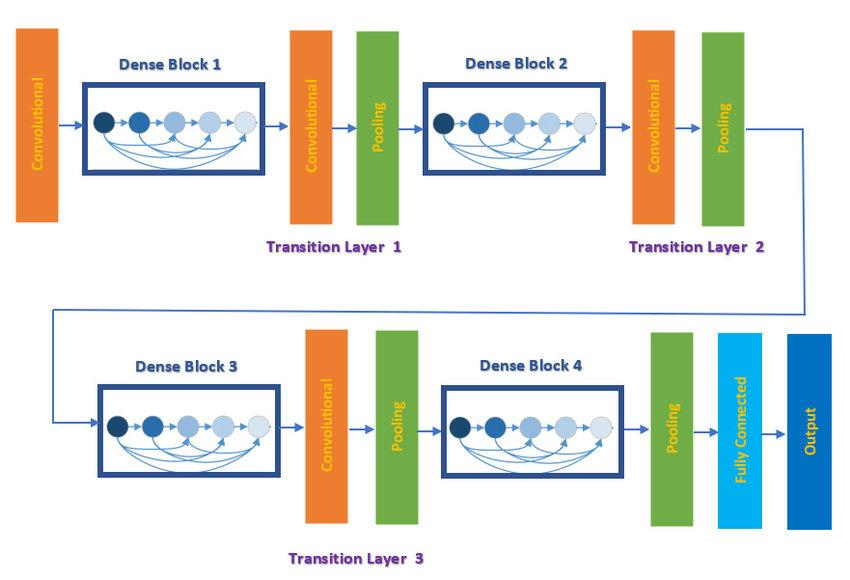 Convolutional
Dense Block 1
Convolutional
Pooling
Transition Layer 1
Dense Block 2
Convolutional
Pooling
Transition Layer 2
Dense Block 3
Convolutional
Pooling
Transition Layer 3
Dense Block 4
Pooling
Fully Connected
Output